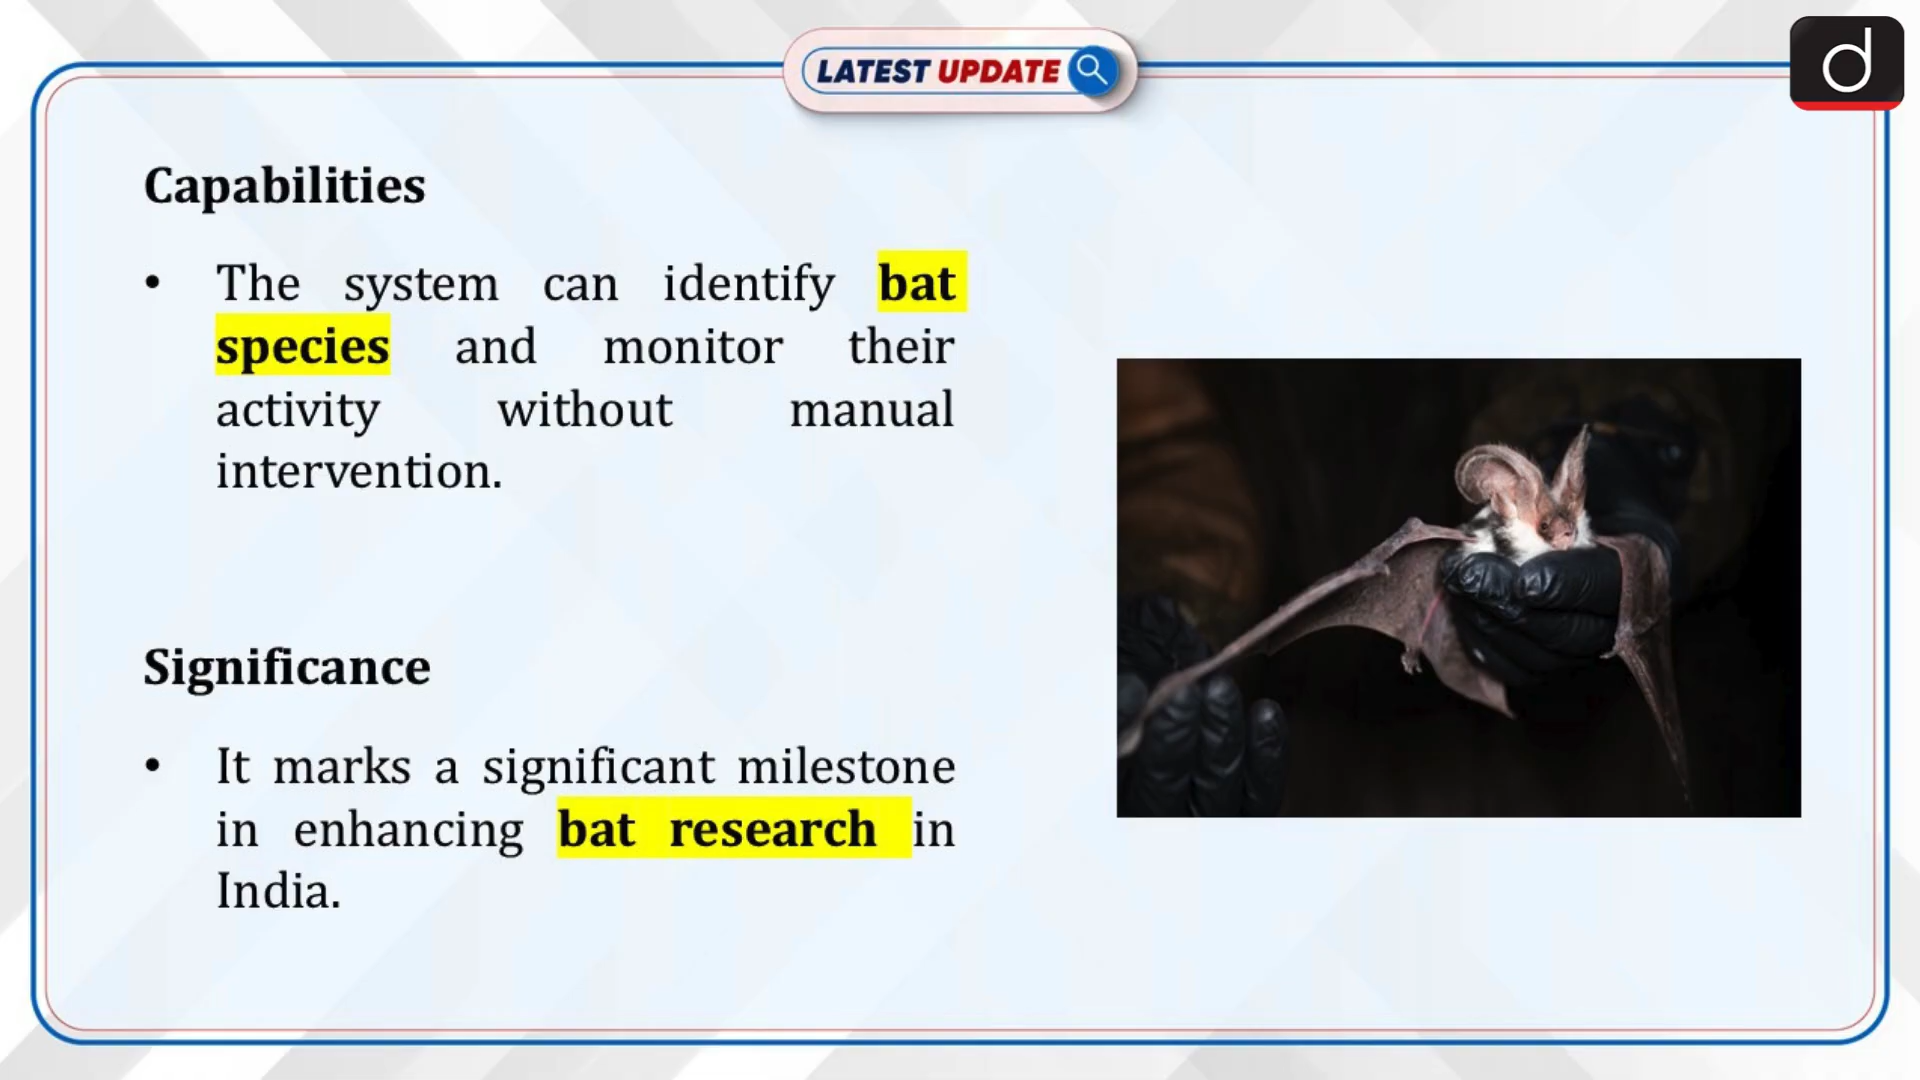 LATEST UPDATE
d
Capabilities
• The system can identify bat
species and monitor their
activity without manual
intervention.
Significance
• It marks a significant milestone
in enhancing bat research in
India.